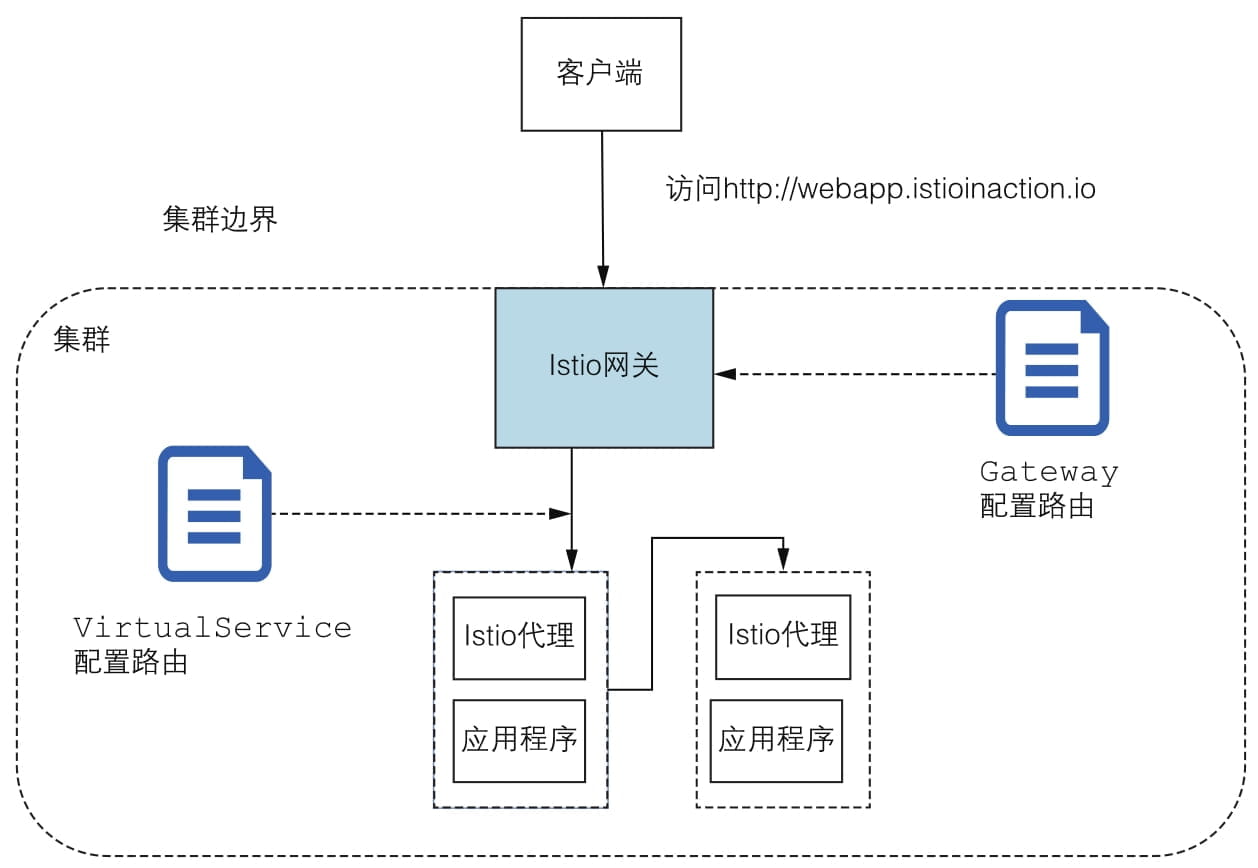 客户端
访问http://webapp.istioinaction.io
集群边界
集群
Istio网关
Gateway
配置路由
VirtualService
配置路由
Istio代理
Istio代理
应用程序
应用程序